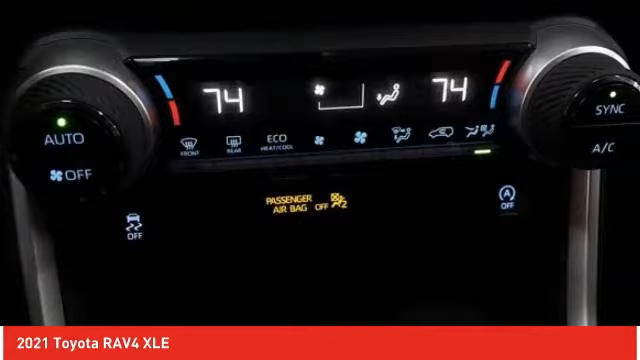 74
74
AUTO
OFF
FRONT
REAR
ECO
HEAT/COOL
SYNC
A/C
PASSENGER
AIR BAG OFF 2
OFF
OFF
2021 Toyota RAV4 XLE